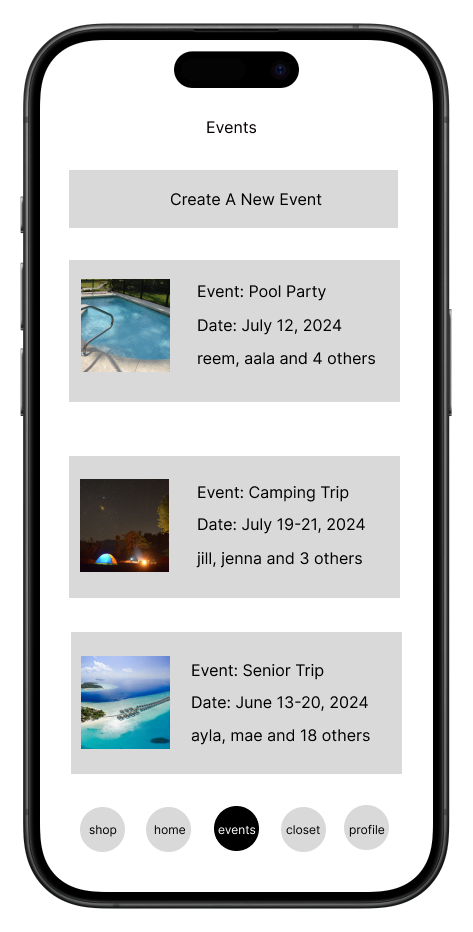 Events
Create A New Event
Event: Pool Party
Date: July 12, 2024
reem, aala and 4 others
Event: Camping Trip
Date: July 19-21, 2024
jill, jenna and 3 others
Event: Senior Trip
Date: June 13-20, 2024
ayla, mae and 18 others
shop home events closet profile